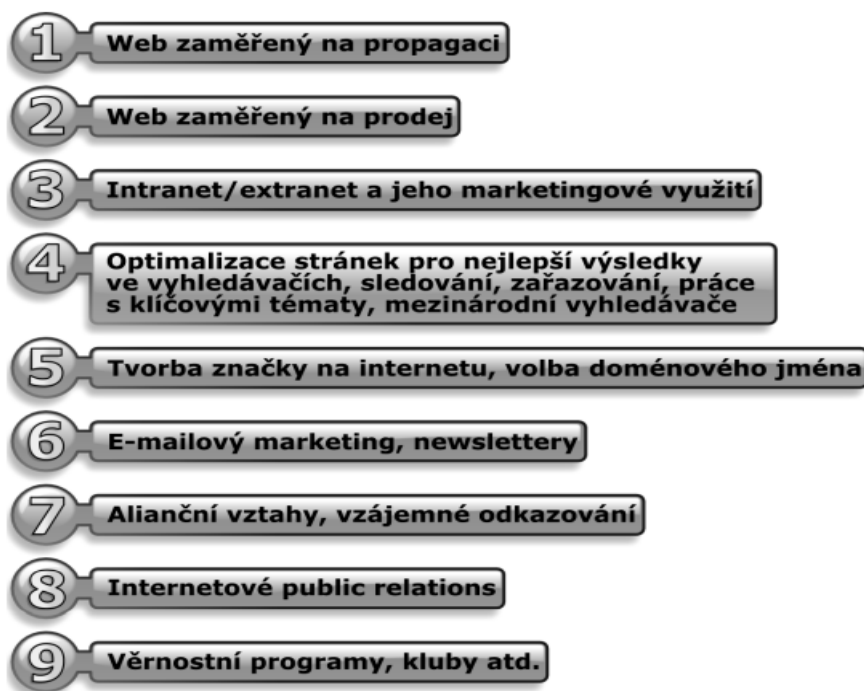 1 Web zaměřený na propagaci
2 Web zaměřený na prodej
3 Intranet/extranet a jeho marketingové využití
4 Optimalizace stránek pro nejlepší výsledky
ve vyhledávačích, sledování, zařazování, práce
s klíčovými tématy, mezinárodní vyhledávače
5 Tvorba značky na internetu, volba doménového jména
6 E-mailový marketing, newslettery
7 Alianční vztahy, vzájemné odkazování
8 Internetové public relations
9 Věrnostní programy, kluby atd.